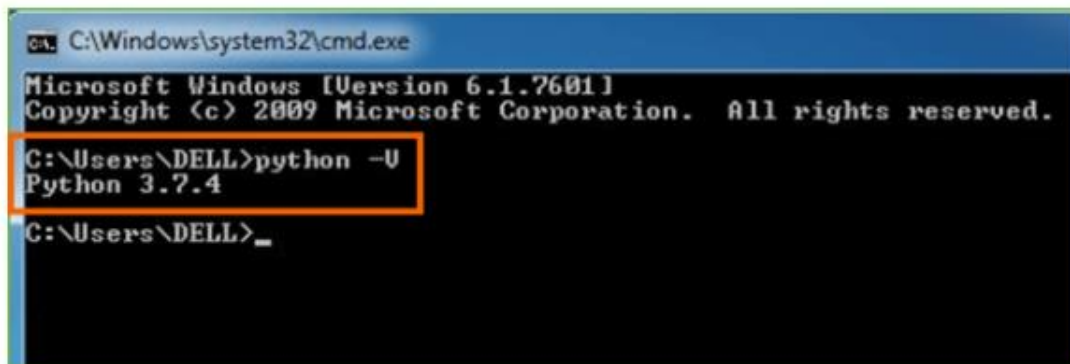 C:\Windows\system32\cmd.exe
Microsoft Windows [Version 6.1.7601]
Copyright (c) 2009 Microsoft Corporation.  All rights reserved.
C:\Users\DELL>python -V
Python 3.7.4
C:\Users\DELL>_